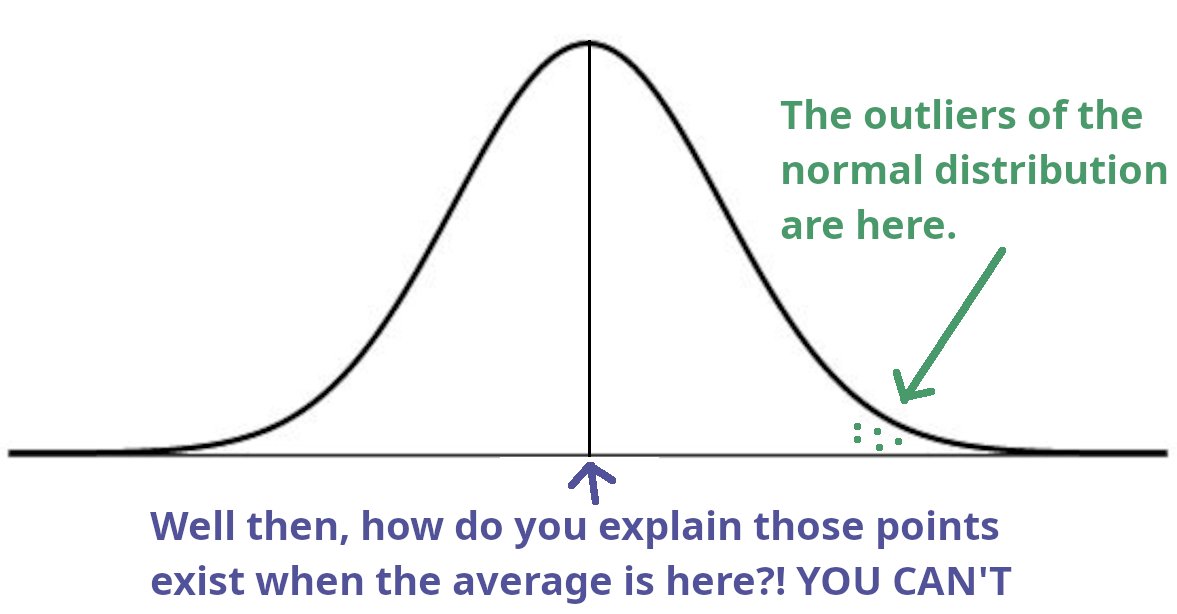 The outliers of the
normal distribution
are here.
Well then, how do you explain those points
exist when the average is here?! YOU CAN'T